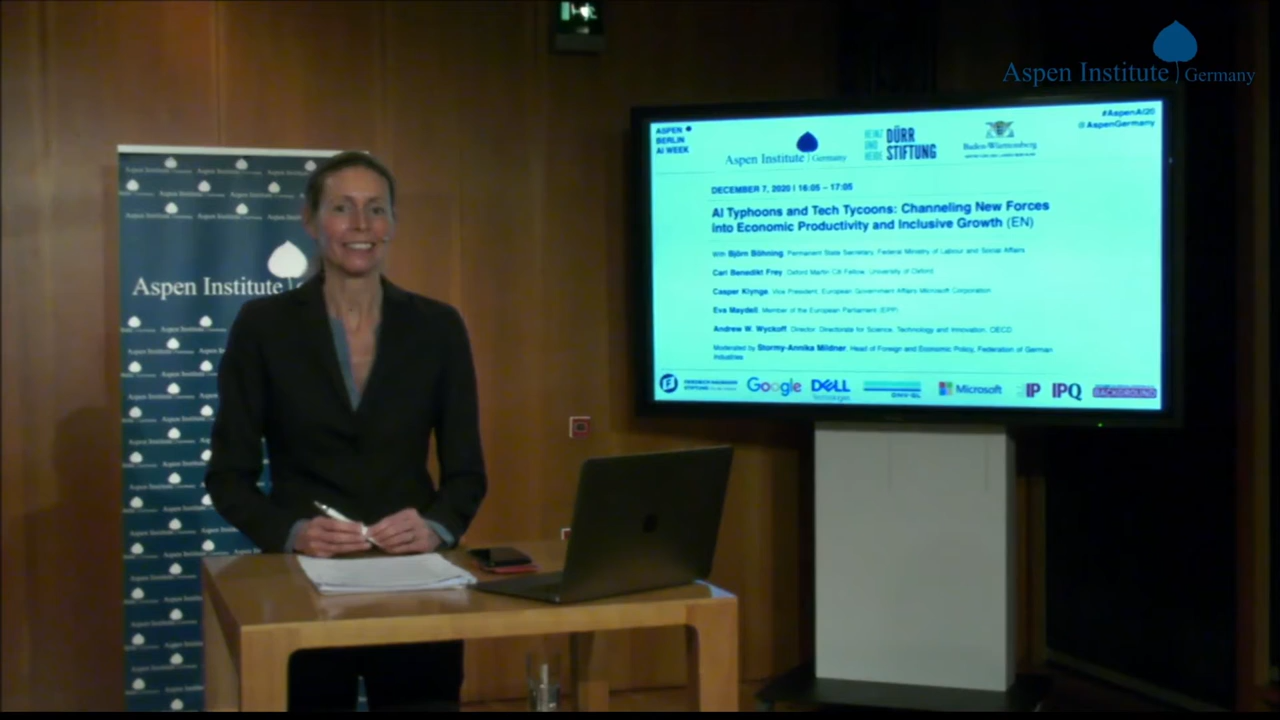 Aspen Institute Germany
#AspenAI20
@AspenGermany
ASPEN
BERLIN
AI WEEK
Aspen Institute Germany
HEINZ UND HEIDE DÜRR STIFTUNG
Baden-Württemberg
DECEMBER 7, 2020 | 16:05 – 17:05
AI Typhoons and Tech Tycoons: Channeling New Forces
into Economic Productivity and Inclusive Growth (EN)
Björn Böhning, Permanent State Secretary, Federal Ministry of Labour and Social Affairs
Carl Benedikt Frey, Oxford Martin Citi Fellow, University of Oxford
Casper Klynge, Vice President, European Government Affairs Microsoft Corporation
Eva Maydell, Member of the European Parliament (EPP)
Andrew W. Wyckoff, Director, Directorate for Science, Technology and Innovation, OECD
Moderated by Stormy-Annika Mildner, Head of Foreign and Economic Policy, Federation of German
Industries
Google
DELL
Technologies
DNV·GL
Microsoft
IP
IPQ
BACKGROUND
Aspen Institute